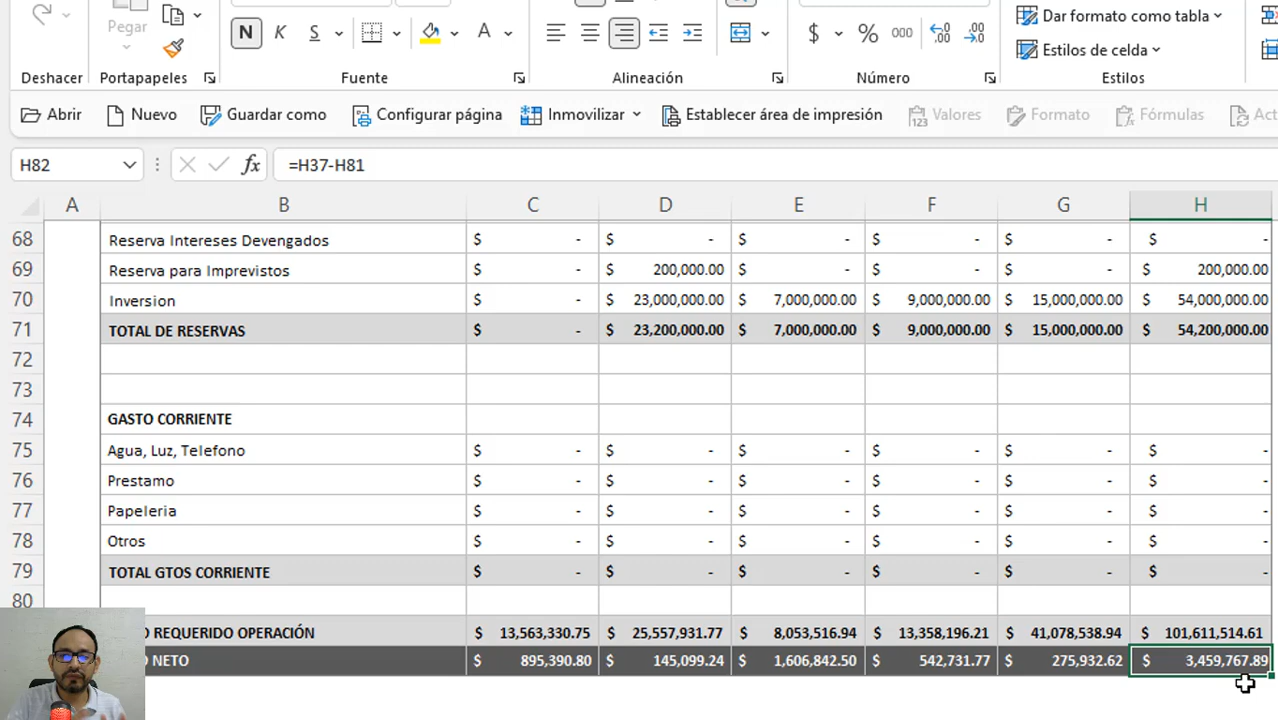 Pegar
Dar formato como tabla
N K S A $ % 000
Estilos de celda
Deshacer Portapapeles Fuente Alineación Número Estilos
Abrir Nuevo Guardar como Configurar página Inmovilizar Establecer área de impresión Valores Formato Fórmulas Act
H82 fx =H37-H81
A B C D E F G H
68 Reserva Intereses Devengados $ - $ - $ - $ - $ - $ -
69 Reserva para Imprevistos $ - $ 200,000.00 $ - $ - $ - $ 200,000.00
70 Inversion $ - $ 23,000,000.00 $ 7,000,000.00 $ 9,000,000.00 $ 15,000,000.00 $ 54,000,000.00
71 TOTAL DE RESERVAS $ - $ 23,200,000.00 $ 7,000,000.00 $ 9,000,000.00 $ 15,000,000.00 $ 54,200,000.00
72
73
74 GASTO CORRIENTE
75 Agua, Luz, Telefono $ - $ - $ - $ - $ - $ -
76 Prestamo $ - $ - $ - $ - $ - $ -
77 Papeleria $ - $ - $ - $ - $ - $ -
78 Otros $ - $ - $ - $ - $ - $ -
79 TOTAL GTOS CORRIENTE $ - $ - $ - $ - $ - $ -
80
O REQUERIDO OPERACIÓN $ 13,563,330.75 $ 25,557,931.77 $ 8,053,516.94 $ 13,358,196.21 $ 41,078,538.94 $ 101,611,514.61
O NETO $ 895,390.80 $ 145,099.24 $ 1,606,842.50 $ 542,731.77 $ 275,932.62 $ 3,459,767.89